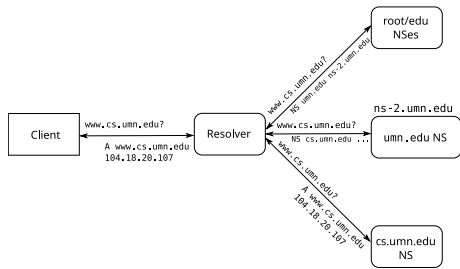 root/edu
NSes
www.cs.umn.edu?
NS umn.edu ns-2.umn.edu
ns-2.umn.edu
www.cs.umn.edu?
www.cs.umn.edu?
Client
Resolver
umn.edu NS
A www.cs.umn.edu
104.18.20.107
NS cs.umn.edu ...
www.cs.umn.edu?
A www.cs.umn.edu
104.18.20.107
cs.umn.edu
NS